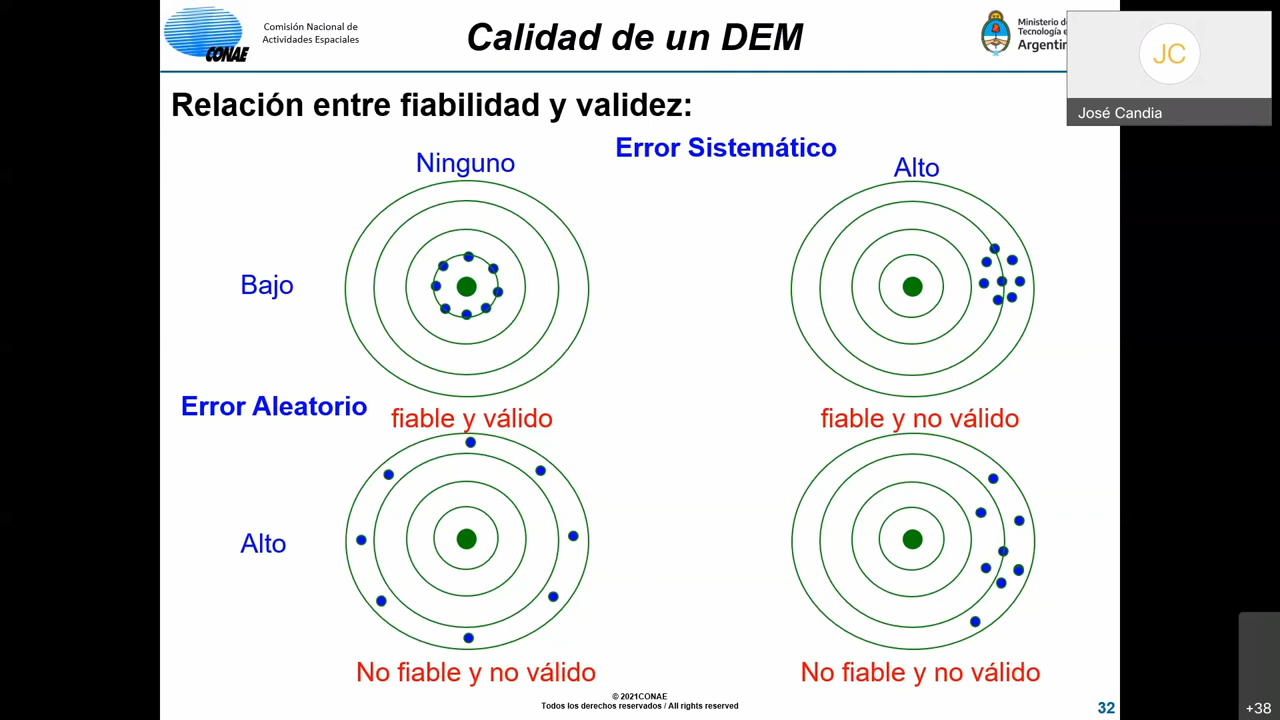 CONAE
Comisión Nacional de
Actividades Espaciales
Calidad de un DEM
Ministerio de
Tecnología e
Argentin
JC
José Candia
Relación entre fiabilidad y validez:
Error Sistemático
Ninguno
Alto
Bajo
Error Aleatorio
fiable y válido
fiable y no válido
Alto
No fiable y no válido
No fiable y no válido
© 2021CONAE
Todos los derechos reservados / All rights reserved
32
+38